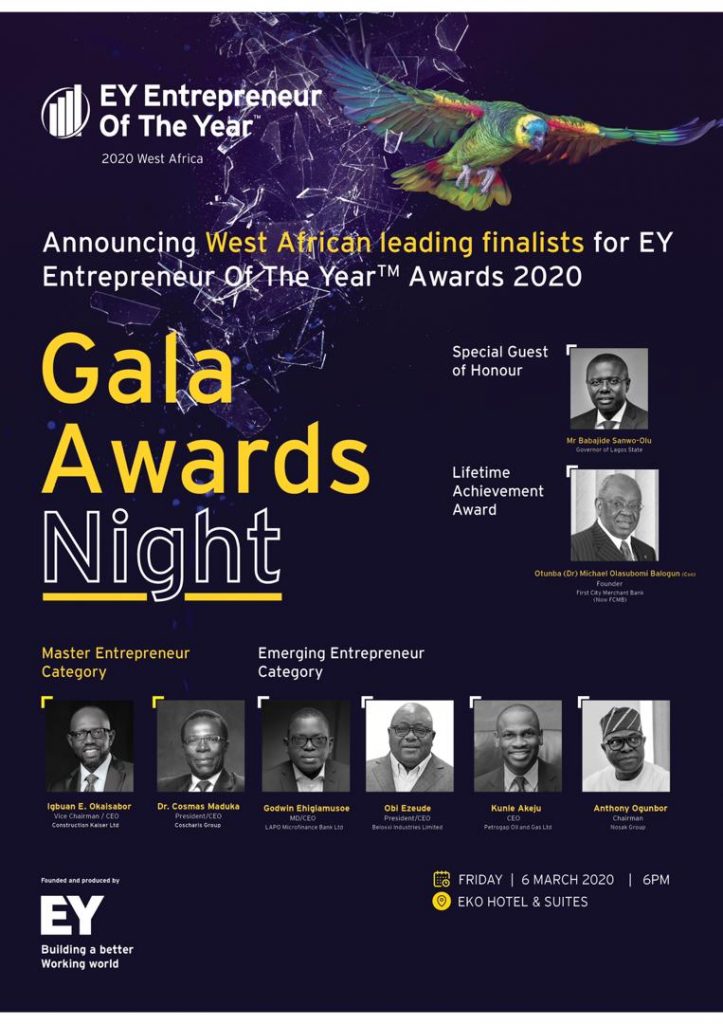 EY Entrepreneur
Of The Year™
2020 West Africa
Announcing West African leading finalists for EY
Entrepreneur Of The Year™ Awards 2020
Gala
Awards
Night
Special Guest
of Honour
Mr Babajide Sanwo-Olu
Governor of Lagos State
Lifetime
Achievement
Award
Otunba (Dr) Michael Olasubomi Balogun (Con)
Founder
First City Merchant Bank
(Now FCMB)
Master Entrepreneur
Category
Igbuan E. Okaisabor
Vice Chairman / CEO
Construction Kaiser Ltd
Dr. Cosmas Maduka
President/CEO
Coscharis Group
Emerging Entrepreneur
Category
Godwin Ehigiamusoe
MD/CEO
LAPO Microfinance Bank Ltd
Obi Ezeude
President/CEO
Beloxxi Industries Limited
Kunle Akeju
CEO
Petrogap Oil and Gas Ltd
Anthony Ogunbor
Chairman
Nosak Group
FRIDAY | 6 MARCH 2020 | 6PM
EKO HOTEL & SUITES
Founded and produced by
EY
Building a better
Working world